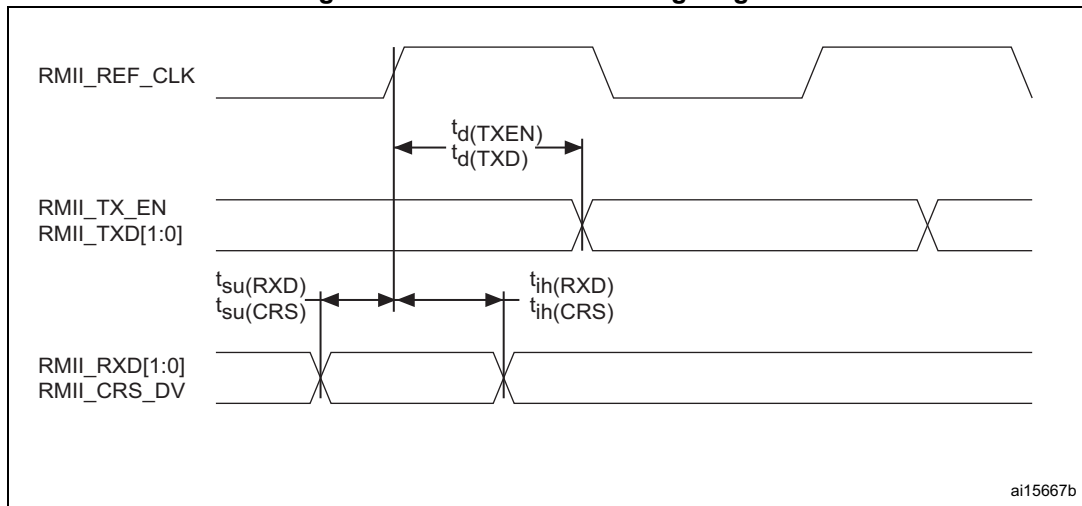 RMII_REF_CLK
td(TXEN)
td(TXD)
RMII_TX_EN
RMII_TXD[1:0]
tsu(RXD)
tsu(CRS)
tih(RXD)
tih(CRS)
RMII_RXD[1:0]
RMII_CRS_DV
ai15667b